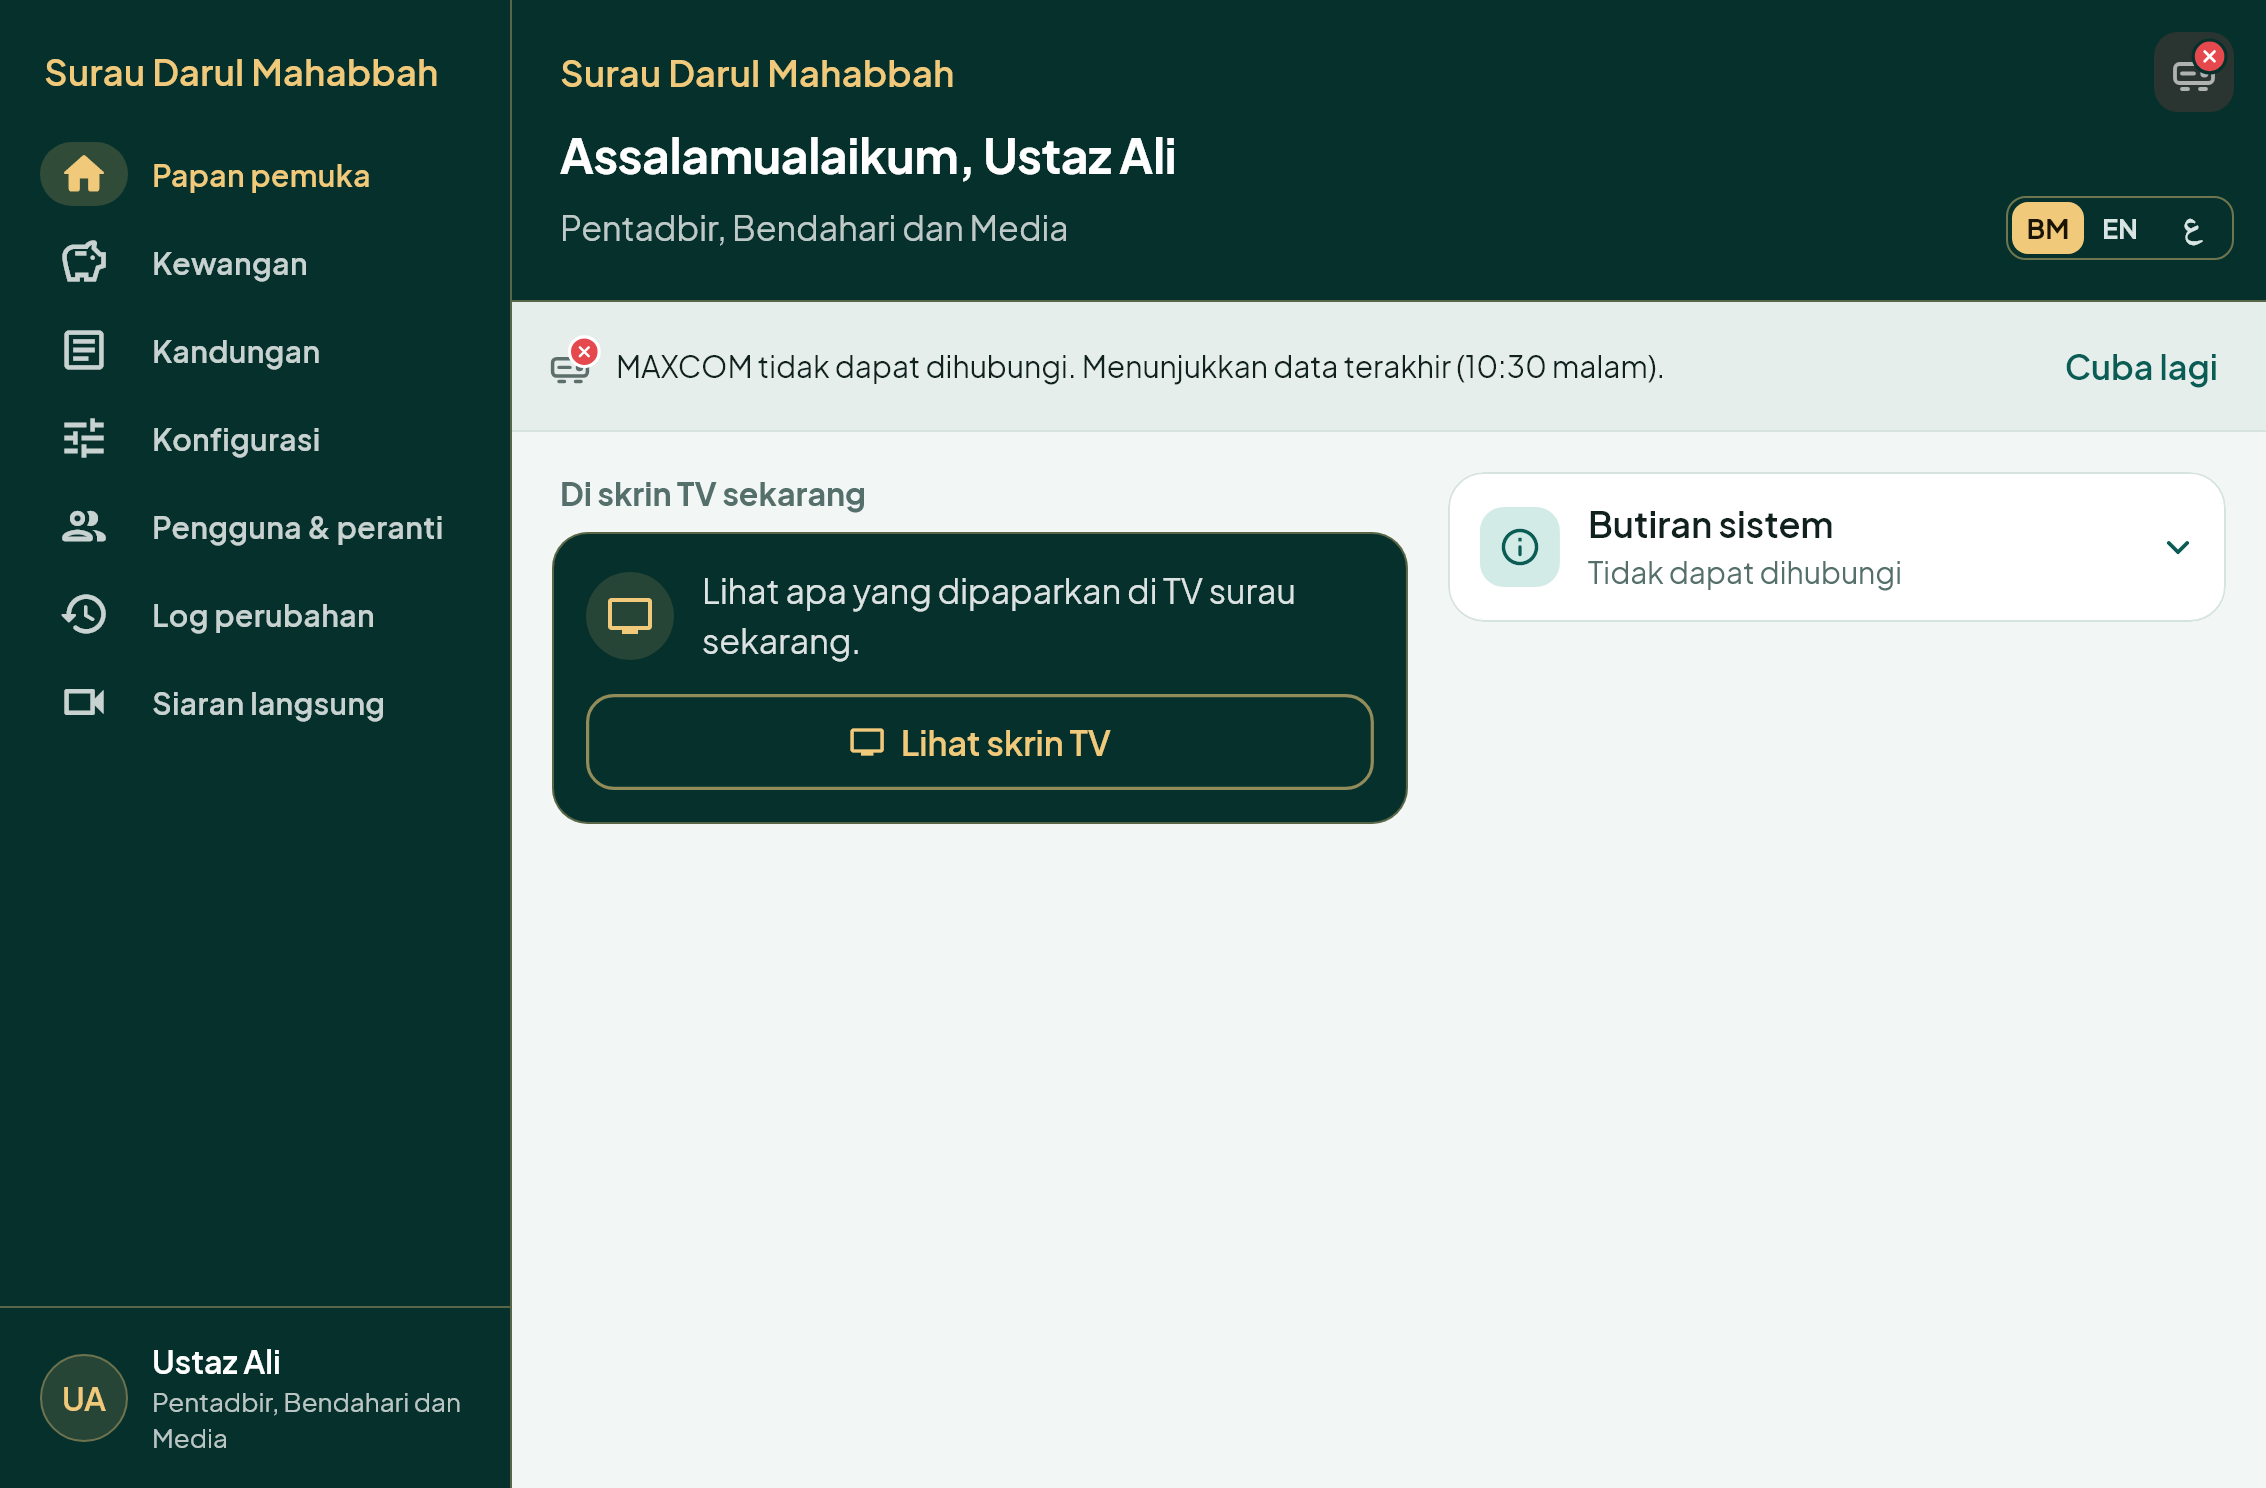 Surau Darul Mahabbah
Papan pemuka
Kewangan
Kandungan
Konfigurasi
Pengguna & peranti
Log perubahan
Siaran langsung
Ustaz Ali
UA
Pentadbir, Bendahari dan
Media
Surau Darul Mahabbah
Assalamualaikum, Ustaz Ali
Pentadbir, Bendahari dan Media
BM EN ع
MAXCOM tidak dapat dihubungi. Menunjukkan data terakhir (10:30 malam).
Cuba lagi
Di skrin TV sekarang
Lihat apa yang dipaparkan di TV surau
sekarang.
Lihat skrin TV
Butiran sistem
Tidak dapat dihubungi